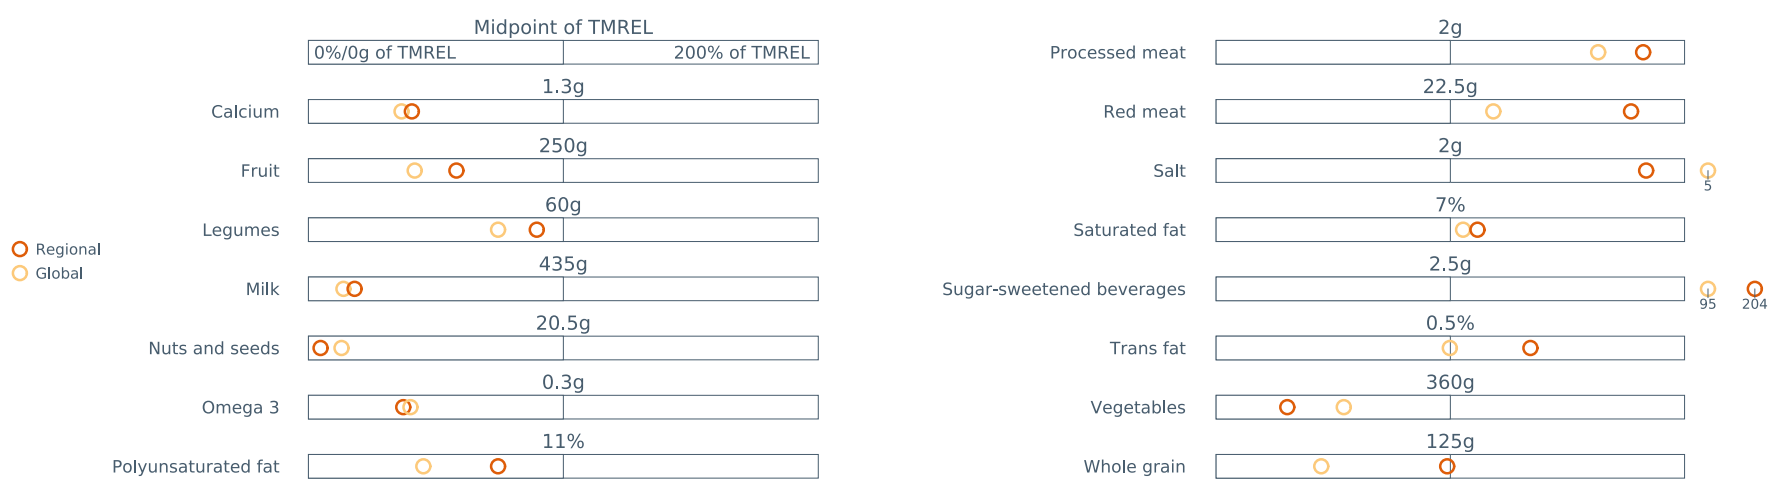 Regional
Global
Midpoint of TMREL
0%/0g of TMREL
200% of TMREL
Calcium
1.3g
Fruit
250g
Legumes
60g
Milk
435g
Nuts and seeds
20.5g
Omega 3
0.3g
Polyunsaturated fat
11%
Processed meat
2g
Red meat
22.5g
Salt
2g
5
Saturated fat
7%
Sugar-sweetened beverages
2.5g
95
204
Trans fat
0.5%
Vegetables
360g
Whole grain
125g